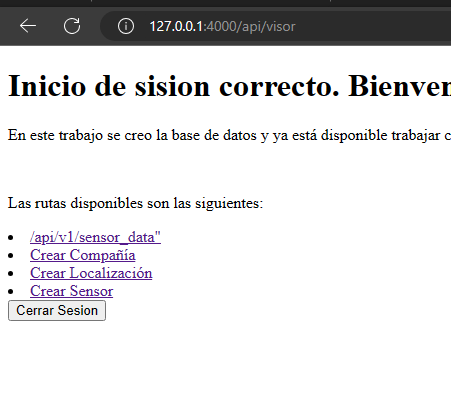 127.0.0.1:4000/api/visor
Inicio de sision correcto.
En este trabajo se creo la base de datos y ya está disponible trabajar
Las rutas disponibles son las siguientes:
/api/v1/sensor_data"
Crear Compañía
Crear Localización
Crear Sensor
Cerrar Sesion